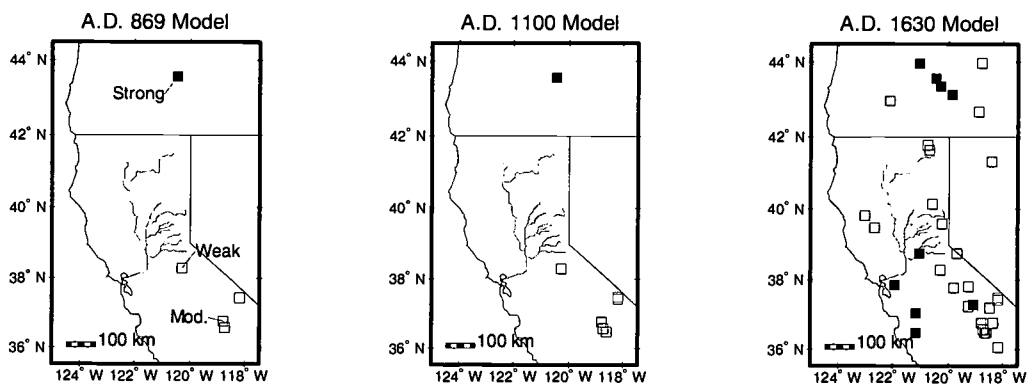 A.D. 869 Model
A.D. 1100 Model
A.D. 1630 Model
44° N
42° N
40° N
38° N
36° N
Strong
Weak
Mod.
100 km
124° W 122° W 120° W 118° W
44° N
42° N
40° N
38° N
36° N
100 km
124° W 122° W 120° W 118° W
44° N
42° N
40° N
38° N
36° N
100 km
124° W 122° W 120° W 118° W